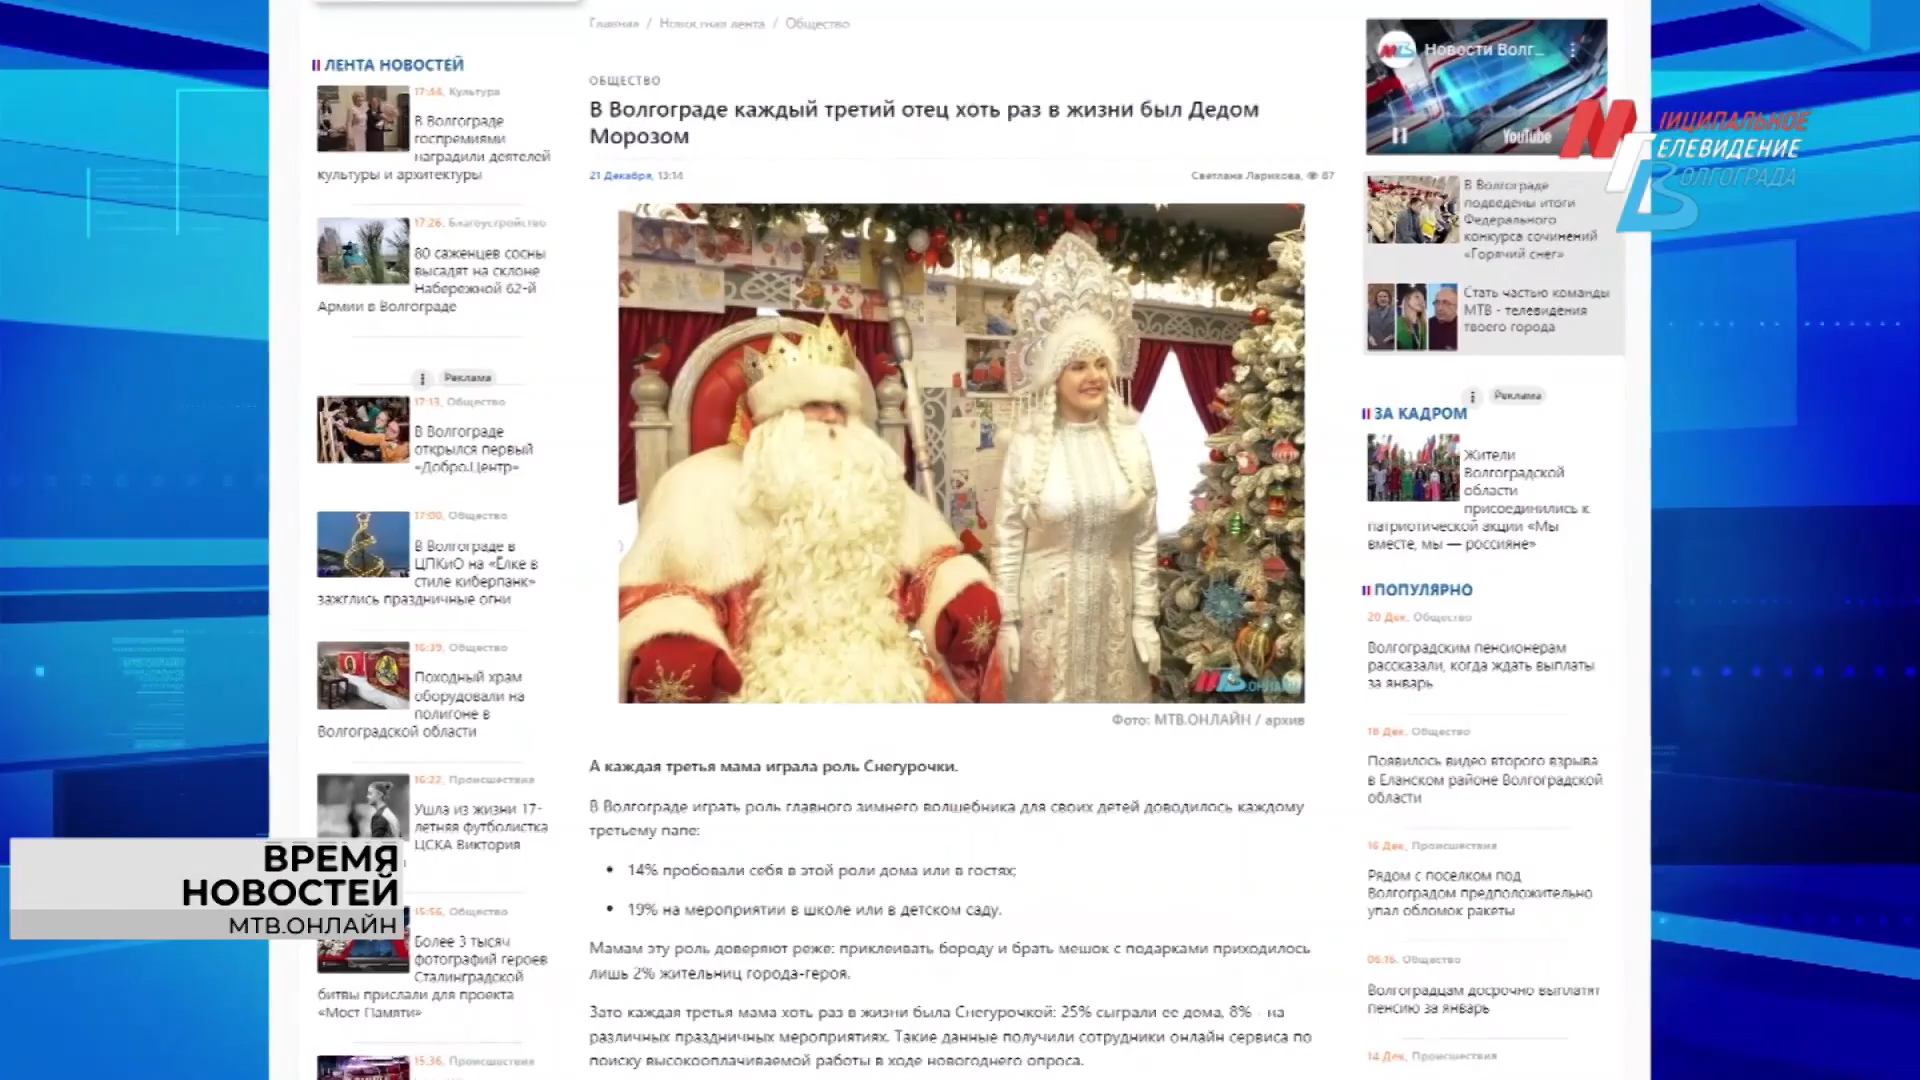 Главная / Новостная лента / Общество
ЛЕНТА НОВОСТЕЙ
17:44, Культура
В Волгограде
госпремиями
наградили деятелей
культуры и архитектуры
17:26, Благоустройство
80 саженцев сосны
высадят на склоне
Набережной 62-й
Армии в Волгограде
Реклама
17:13, Общество
В Волгограде
открылся первый
«Добро.Центр»
17:00, Общество
В Волгограде в
ЦПКиО на «Ёлке в
стиле киберпанк»
зажглись праздничные огни
16:39, Общество
Походный храм
оборудовали на
полигоне в
Волгоградской области
16:22, Происшествия
Ушла из жизни 17-
летняя футболистка
ЦСКА Виктория
15:56, Общество
Более 3 тысяч
фотографий героев
Сталинградской
битвы прислали для проекта
«Мост Памяти»
15:36, Происшествия
ВРЕМЯ
НОВОСТЕЙ
МТВ.ОНЛАЙН
ОБЩЕСТВО
В Волгограде каждый третий отец хоть раз в жизни был Дедом
Морозом
21 Декабря, 13:14
Светлана Ларихова, 67
МТВ.ОНЛАЙН
Фото: МТВ.ОНЛАЙН / архив
А каждая третья мама играла роль Снегурочки.
В Волгограде играть роль главного зимнего волшебника для своих детей доводилось каждому
третьему папе:
• 14% пробовали себя в этой роли дома или в гостях;
• 19% на мероприятии в школе или в детском саду.
Мамам эту роль доверяют реже: приклеивать бороду и брать мешок с подарками приходилось
лишь 2% жительниц города-героя.
Зато каждая третья мама хоть раз в жизни была Снегурочкой: 25% сыграли ее дома, 8% - на
различных праздничных мероприятиях. Такие данные получили сотрудники онлайн сервиса по
поиску высокооплачиваемой работы в ходе новогоднего опроса.
МТВ Новости Волг...
YouTube
МУНИЦИПАЛЬНОЕ
ТЕЛЕВИДЕНИЕ
ВОЛГОГРАДА
В Волгограде
подведены итоги
Федерального
конкурса сочинений
«Горячий снег»
Стать частью команды
МТВ - телевидения
твоего города
Реклама
ЗА КАДРОМ
Жители
Волгоградской
области
присоединились к
патриотической акции «Мы
вместе, мы — россияне»
ПОПУЛЯРНО
20 Дек, Общество
Волгоградским пенсионерам
рассказали, когда ждать выплаты
за январь
18 Дек, Общество
Появилось видео второго взрыва
в Еланском районе Волгоградской
области
16 Дек, Происшествия
Рядом с поселком под
Волгоградом предположительно
упал обломок ракеты
06:16, Общество
Волгоградцам досрочно выплатят
пенсию за январь
14 Дек, Происшествия